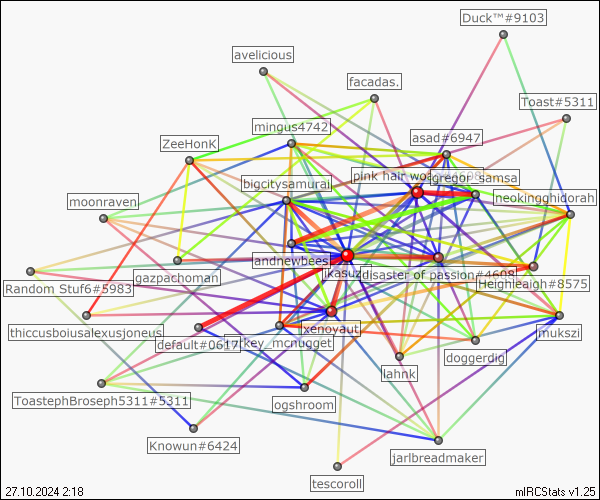 Duck™#9103
avelicious
facadas.
Toast#5311
mingus4742
asad#6947
ZeeHonk
pink hair wo
gregor_samsa
bigcitysamurai
neokingghidorah
moonraven
andnewbees
jkasuz
disaster of passion#4608
gazpachoman
Heighleaigh#8575
Random Stuf6#5983
xenoyaut
thiccusboiusalexusjoneus
default#0617
rkey_mcnugget
mukszi
doggerdig
lahnk
ToastephBroseph5311#5311
ogshroom
Knowun#6424
jarlbreadmaker
tescoroll
27.10.2024 2:18
mIRCStats v1.25